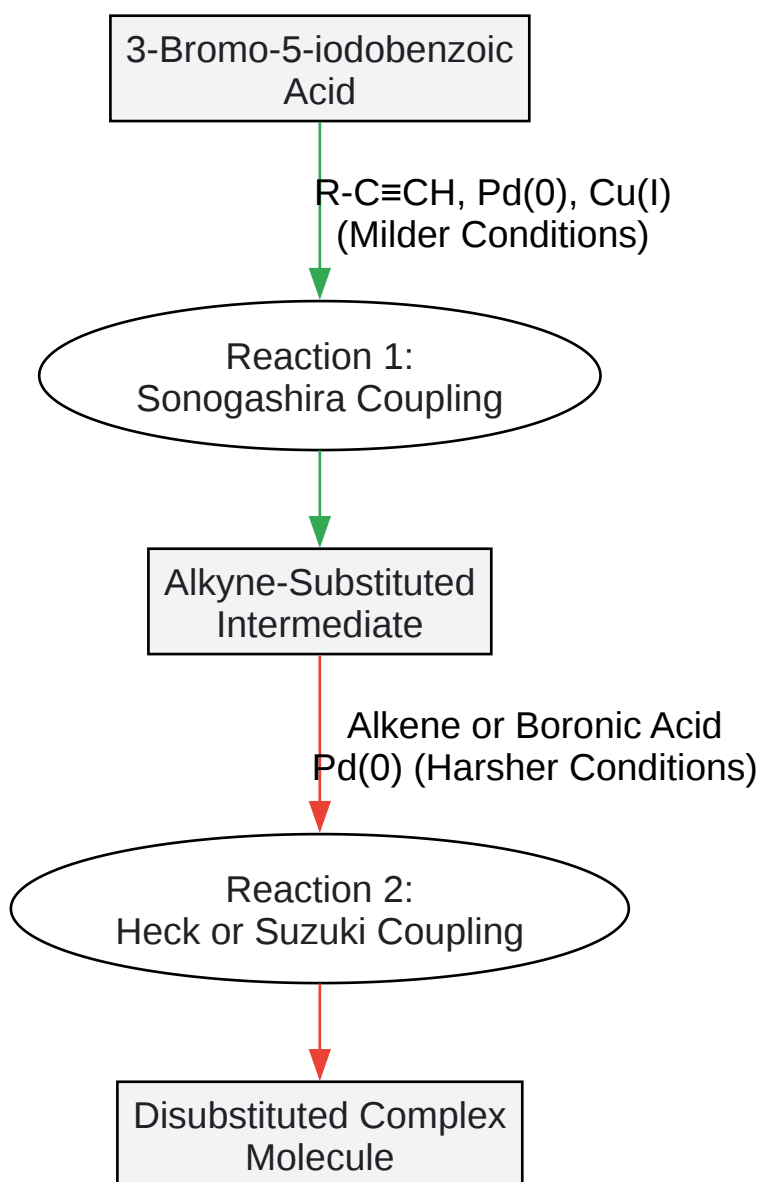 3-Bromo-5-iodobenzoic
Acid
R-C≡CH, Pd(0), Cu(I)
(Milder Conditions)
Reaction 1:
Sonogashira Coupling
Alkyne-Substituted
Intermediate
Alkene or Boronic Acid
Pd(0) (Harsher Conditions)
Reaction 2:
Heck or Suzuki Coupling
Disubstituted Complex
Molecule